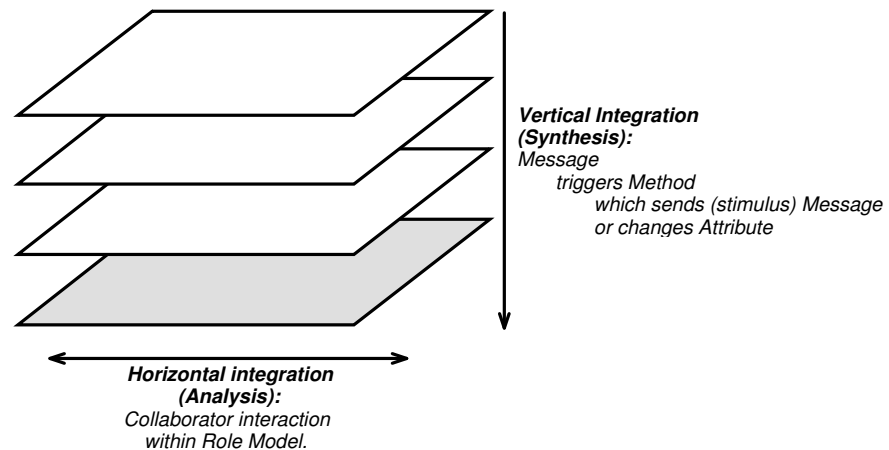 Vertical Integration
(Synthesis):
Message
triggers Method
which sends (stimulus) Message
or changes Attribute
Horizontal integration
(Analysis):
Collaborator interaction
within Role Model.